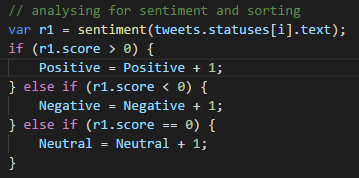 // analysing for sentiment and sorting
var r1 = sentiment(tweets.statuses[i].text);
if (r1.score > 0) {
    Positive = Positive + 1;
} else if (r1.score < 0) {
    Negative = Negative + 1;
} else if (r1.score == 0) {
    Neutral = Neutral + 1;
}